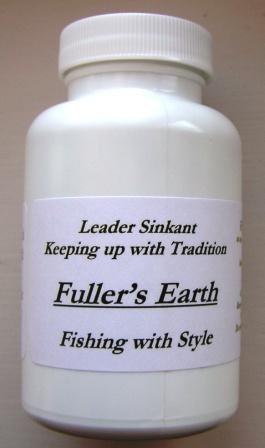 Leader Sinkant
Keeping up with Tradition
Fuller's Earth
Fishing with Style